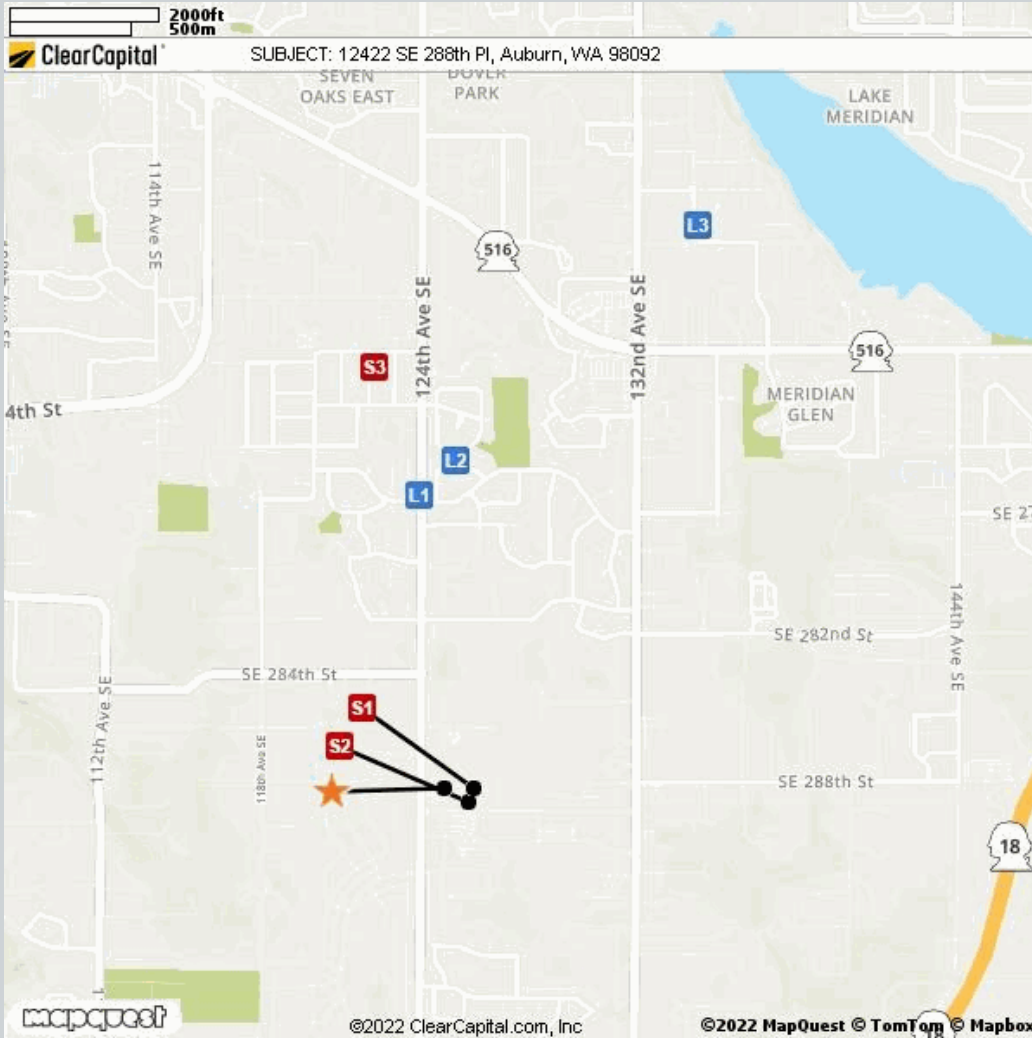 2000ft
500m
ClearCapital
SUBJECT: 12422 SE 288th Pl, Auburn, WA 98092
SEVEN
OAKS EAST
DOVER
PARK
LAKE
MERIDIAN
114th Ave SE
L3
516
124th Ave SE
132nd Ave SE
516
S3
4th St
MERIDIAN
GLEN
L2
L1
SE 27
144th Ave SE
SE 282nd St
SE 284th St
112th Ave SE
S1
S2
118th Ave SE
SE 288th St
18
mapquest
©2022 ClearCapital.com, Inc
©2022 MapQuest © TomTom © Mapbox
18